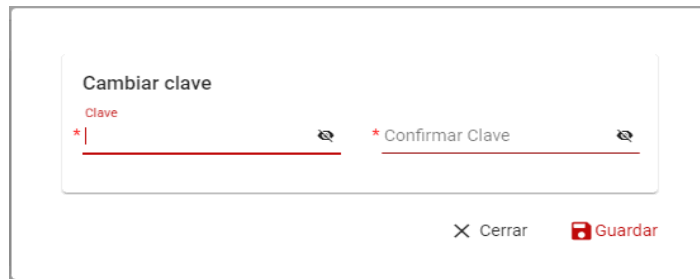 Cambiar clave
Clave
*
* Confirmar Clave
Cerrar
Guardar